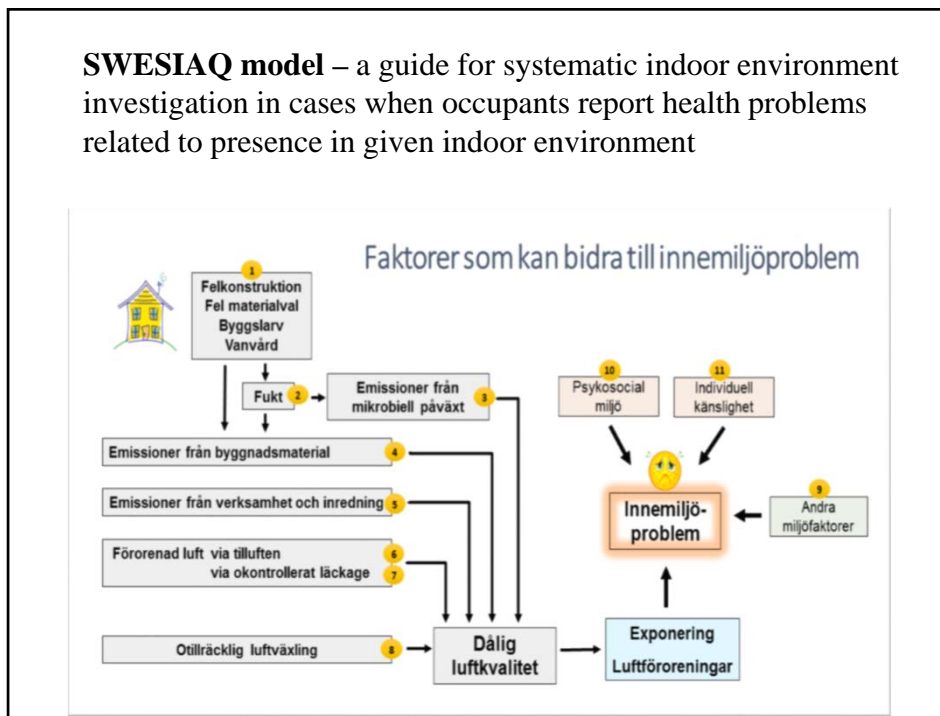 SWESIAQ model – a guide for systematic indoor environment
investigation in cases when occupants report health problems
related to presence in given indoor environment
Faktorer som kan bidra till innemiljöproblem
1
Felkonstruktion
Fel materialval
Byggslarv
Vanvård
Fukt 2
Emissioner från
mikrobiell påväxt 3
Emissioner från byggnadsmaterial 4
Emissioner från verksamhet och inredning 5
Förorenad luft via tilluften 6
via okontrollerat läckage 7
Otillräcklig luftväxling 8
Dålig
luftkvalitet
Exponering
Luftföroreningar
10
Psykosocial
miljö
11
Individuell
känslighet
Innemiljö-
problem
9
Andra
miljöfaktorer